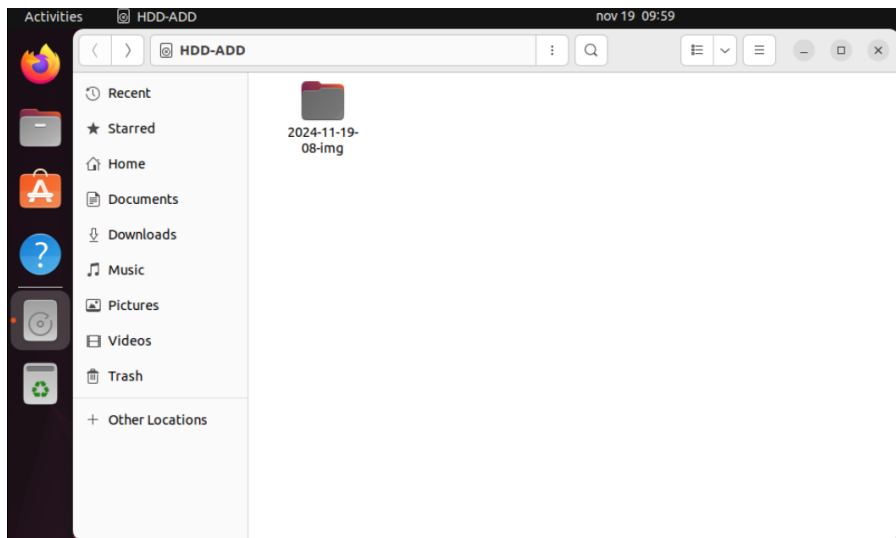 Activities HDD-ADD nov 19 09:59
HDD-ADD
Recent
Starred
Home
Documents
Downloads
Music
Pictures
Videos
Trash
+ Other Locations
2024-11-19-
08-img